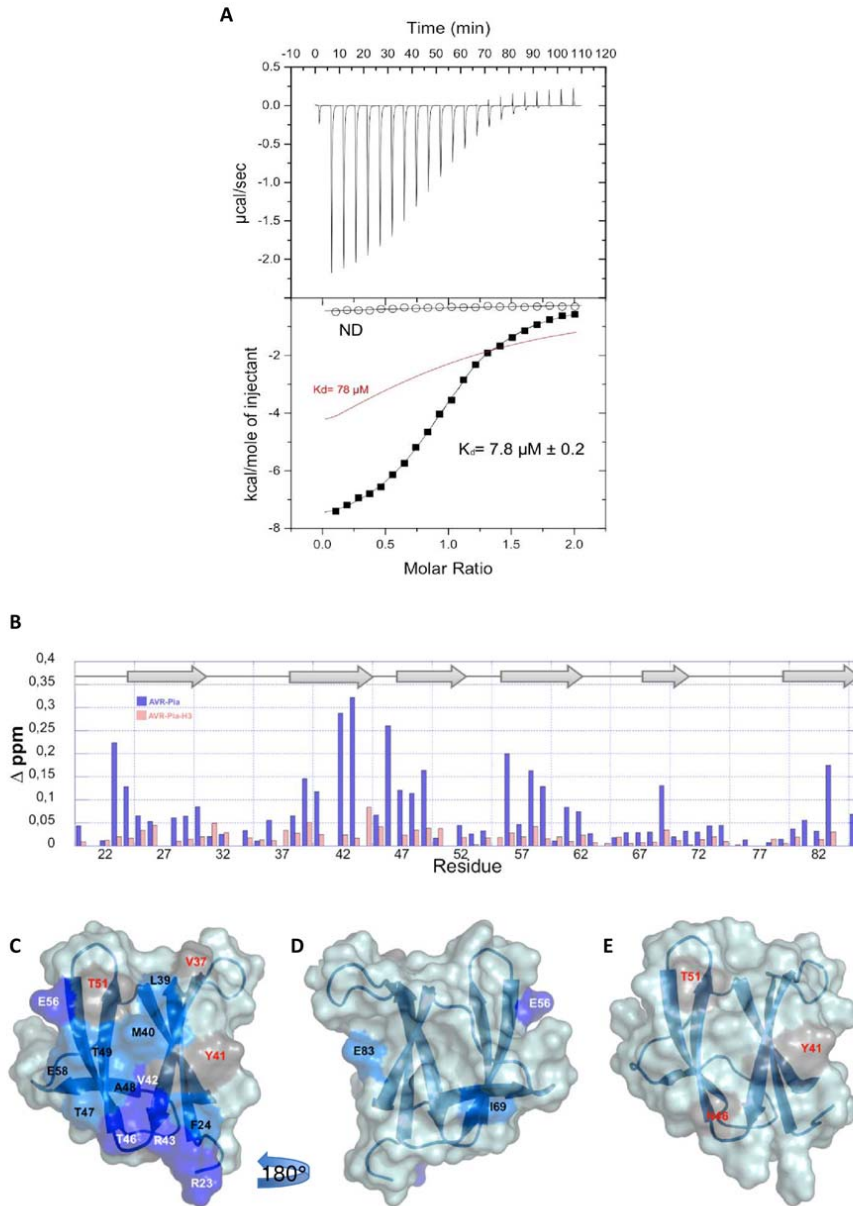 A
Time (min)
-10 0 10 20 30 40 50 60 70 80 90 100 110 120
0.5
0.0
-0.5
-1.0
-1.5
-2.0
µcal/sec
ND
-2
Kd= 78 µM
-4
K𝒹= 7.8 µM ± 0.2
-6
-8
kcal/mole of injectant
0.0 0.5 1.0 1.5 2.0
Molar Ratio
B
0,4
0,35
0,3
0,25
0,2
0,15
0,1
0,05
0
Δ ppm
AVR-Pia
AVR-Pia-H3
22 27 32 37 42 47 52 57 62 67 72 77 82
Residue
C
V37
T51
L39
E56
M40
T49
Y41
E58
V42
A48
T47
F24
T46
R43
R23
180°
D
E56
E83
I69
E
T51
Y41